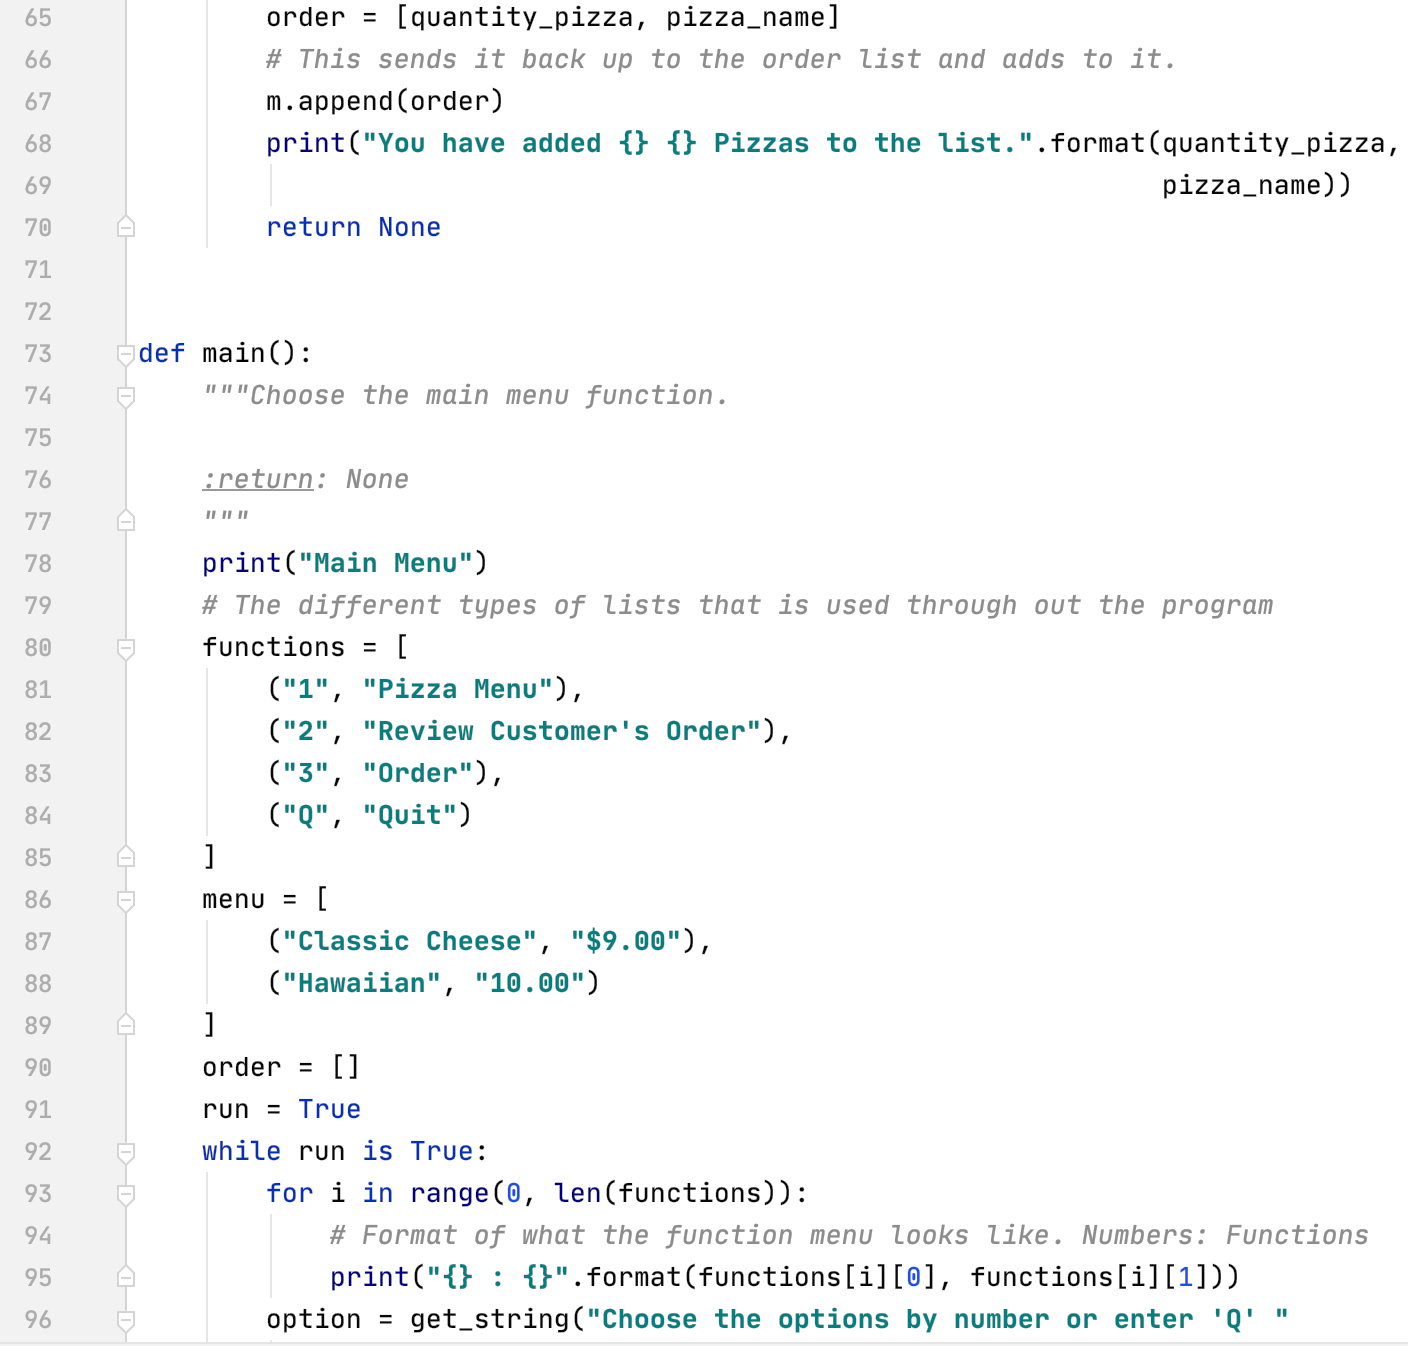 65 order = [quantity_pizza, pizza_name]
66 # This sends it back up to the order list and adds to it.
67 m.append(order)
68 print("You have added {} {} Pizzas to the list.".format(quantity_pizza,
69 pizza_name))
70 return None
71
72
73 def main():
74 """Choose the main menu function.
75
76 :return: None
77 """
78 print("Main Menu")
79 # The different types of lists that is used through out the program
80 functions = [
81 ("1", "Pizza Menu"),
82 ("2", "Review Customer's Order"),
83 ("3", "Order"),
84 ("Q", "Quit")
85 ]
86 menu = [
87 ("Classic Cheese", "$9.00"),
88 ("Hawaiian", "10.00")
89 ]
90 order = []
91 run = True
92 while run is True:
93 for i in range(0, len(functions)):
94 # Format of what the function menu looks like. Numbers: Functions
95 print("{} : {}".format(functions[i][0], functions[i][1]))
96 option = get_string("Choose the options by number or enter 'Q' "